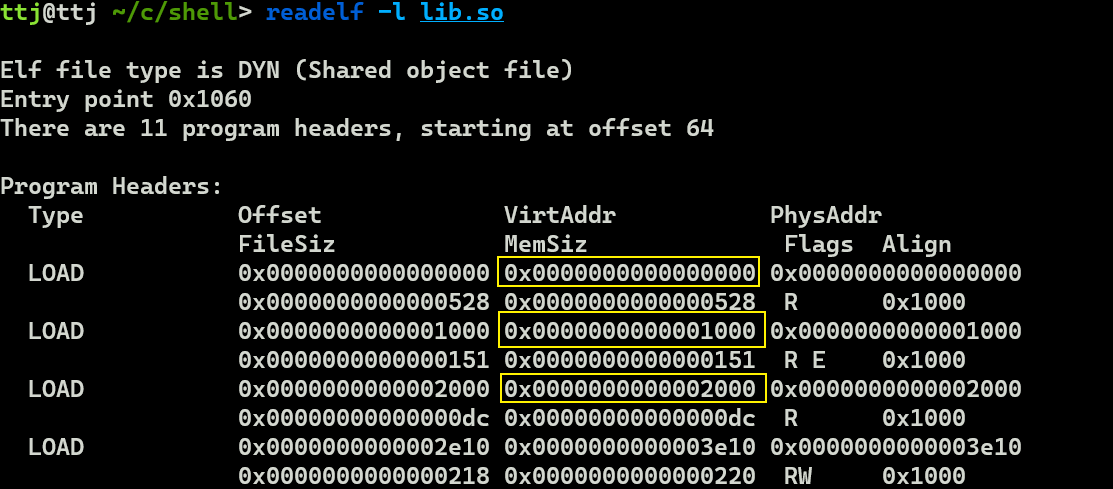 ttj@ttj ~/c/shell> readelf -l lib.so
Elf file type is DYN (Shared object file)
Entry point 0x1060
There are 11 program headers, starting at offset 64
Program Headers:
Type Offset VirtAddr PhysAddr
FileSiz MemSiz Flags Align
LOAD 0x0000000000000000 0x0000000000000000 0x0000000000000000
0x0000000000000528 0x0000000000000528 R 0x1000
LOAD 0x0000000000001000 0x0000000000001000 0x0000000000001000
0x0000000000000151 0x0000000000000151 R E 0x1000
LOAD 0x0000000000002000 0x0000000000002000 0x0000000000002000
0x00000000000000dc 0x00000000000000dc R 0x1000
LOAD 0x0000000000002e10 0x0000000000003e10 0x0000000000003e10
0x0000000000000218 0x0000000000000220 RW 0x1000